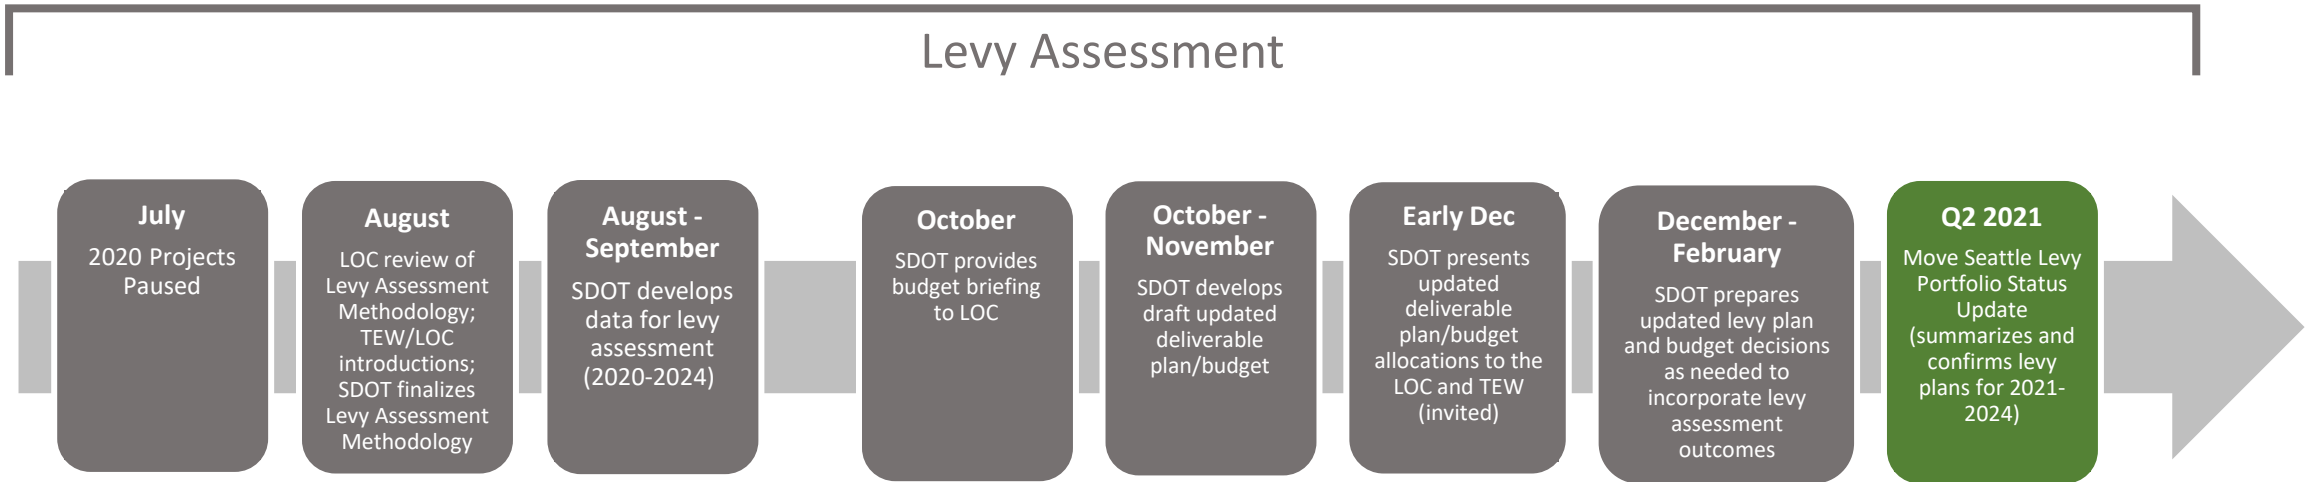 Levy Assessment
July
2020 Projects
Paused
August
LOC review of
Levy Assessment
Methodology;
TEW/LOC
introductions;
SDOT finalizes
Levy Assessment
Methodology
August -
September
SDOT develops
data for levy
assessment
(2020-2024)
October
SDOT provides
budget briefing
to LOC
October -
November
SDOT develops
draft updated
deliverable
plan/budget
Early Dec
SDOT presents
updated
deliverable
plan/budget
allocations to the
LOC and TEW
(invited)
December -
February
SDOT prepares
updated levy plan
and budget decisions
as needed to
incorporate levy
assessment
outcomes
Q2 2021
Move Seattle Levy
Portfolio Status
Update
(summarizes and
confirms levy
plans for 2021-
2024)